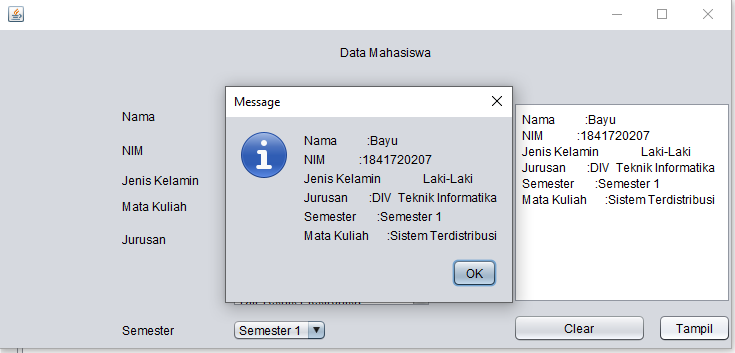 Data Mahasiswa
Nama
NIM
Jenis Kelamin
Mata Kuliah
Jurusan
Semester
Semester 1
Message
Nama :Bayu
NIM :1841720207
Jenis Kelamin Laki-Laki
Jurusan :DIV Teknik Informatika
Semester :Semester 1
Mata Kuliah :Sistem Terdistribusi
OK
Nama :Bayu
NIM :1841720207
Jenis Kelamin Laki-Laki
Jurusan :DIV Teknik Informatika
Semester :Semester 1
Mata Kuliah :Sistem Terdistribusi
Clear
Tampil